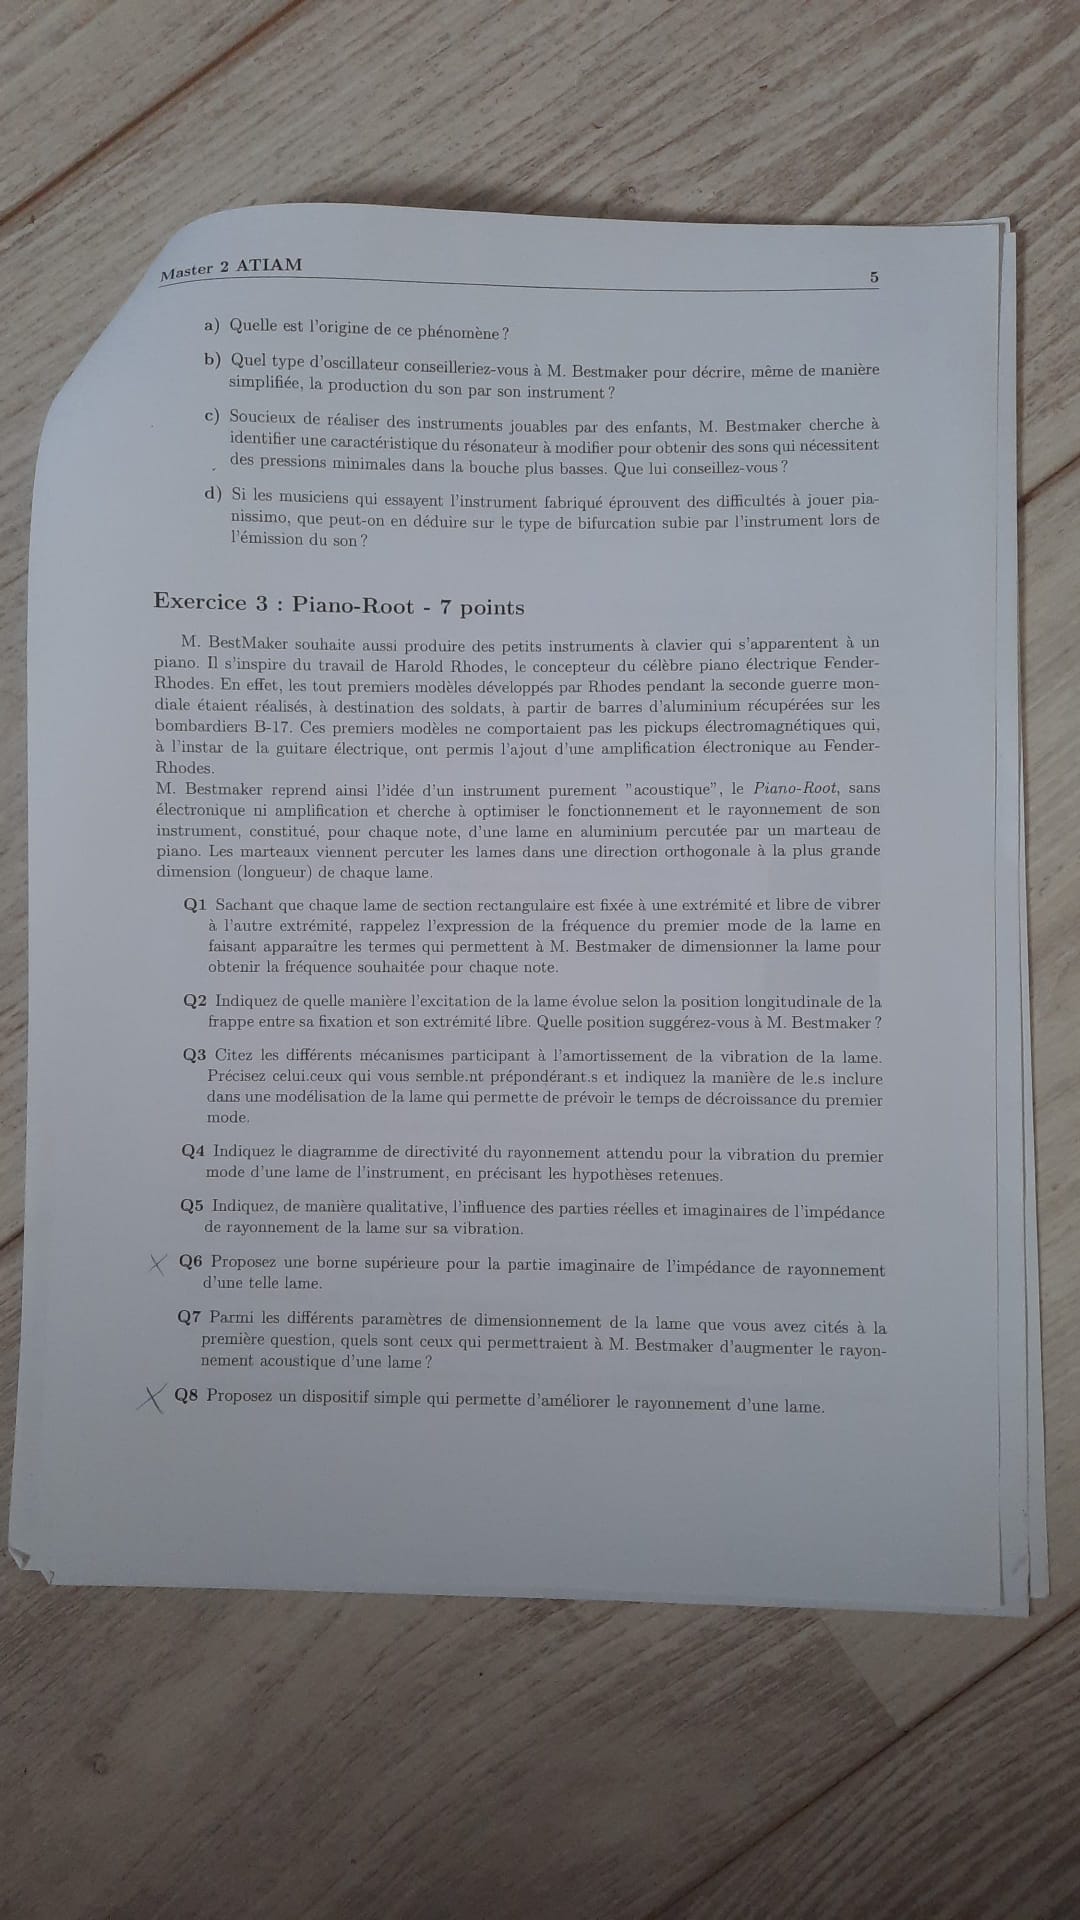 Master 2 ATIAM
5
a) Quelle est l'origine de ce phénomène ?
b) Quel type d'oscillateur conseilleriez-vous à M. Bestmaker pour décrire, même de manière
simplifiée, la production du son par son instrument ?
c) Soucieux de réaliser des instruments jouables par des enfants, M. Bestmaker cherche à
identifier une caractéristique du résonateur à modifier pour obtenir des sons qui nécessitent
des pressions minimales dans la bouche plus basses. Que lui conseillez-vous ?
d) Si les musiciens qui essayent l'instrument fabriqué éprouvent des difficultés à jouer pia-
nissimo, que peut-on en déduire sur le type de bifurcation subie par l'instrument lors de
l'émission du son ?
Exercice 3 : Piano-Root - 7 points
M. BestMaker souhaite aussi produire des petits instruments à clavier qui s'apparentent à un
piano. Il s'inspire du travail de Harold Rhodes, le concepteur du célèbre piano électrique Fender-
Rhodes. En effet, les tout premiers modèles développés par Rhodes pendant la seconde guerre mon-
diale étaient réalisés, à destination des soldats, à partir de barres d'aluminium récupérées sur les
bombardiers B-17. Ces premiers modèles ne comportaient pas les pickups électromagnétiques qui,
à l'instar de la guitare électrique, ont permis l'ajout d'une amplification électronique au Fender-
Rhodes.
M. Bestmaker reprend ainsi l'idée d'un instrument purement "acoustique", le Piano-Root, sans
électronique ni amplification et cherche à optimiser le fonctionnement et le rayonnement de son
instrument, constitué, pour chaque note, d'une lame en aluminium percutée par un marteau de
piano. Les marteaux viennent percuter les lames dans une direction orthogonale à la plus grande
dimension (longueur) de chaque lame.
Q1 Sachant que chaque lame de section rectangulaire est fixée à une extrémité et libre de vibrer
à l'autre extrémité, rappelez l'expression de la fréquence du premier mode de la lame en
faisant apparaître les termes qui permettent à M. Bestmaker de dimensionner la lame pour
obtenir la fréquence souhaitée pour chaque note.
Q2 Indiquez de quelle manière l'excitation de la lame évolue selon la position longitudinale de la
frappe entre sa fixation et son extrémité libre. Quelle position suggérez-vous à M. Bestmaker ?
Q3 Citez les différents mécanismes participant à l'amortissement de la vibration de la lame.
Précisez celui.ceux qui vous semble.nt prépondérant.s et indiquez la manière de le.s inclure
dans une modélisation de la lame qui permette de prévoir le temps de décroissance du premier
mode.
Q4 Indiquez le diagramme de directivité du rayonnement attendu pour la vibration du premier
mode d'une lame de l'instrument, en précisant les hypothèses retenues.
Q5 Indiquez, de manière qualitative, l'influence des parties réelles et imaginaires de l'impédance
de rayonnement de la lame sur sa vibration.
Q6 Proposez une borne supérieure pour la partie imaginaire de l'impédance de rayonnement
d'une telle lame.
Q7 Parmi les différents paramètres de dimensionnement de la lame que vous avez cités à la
première question, quels sont ceux qui permettraient à M. Bestmaker d'augmenter le rayon-
nement acoustique d'une lame ?
Q8 Proposez un dispositif simple qui permette d'améliorer le rayonnement d'une lame.